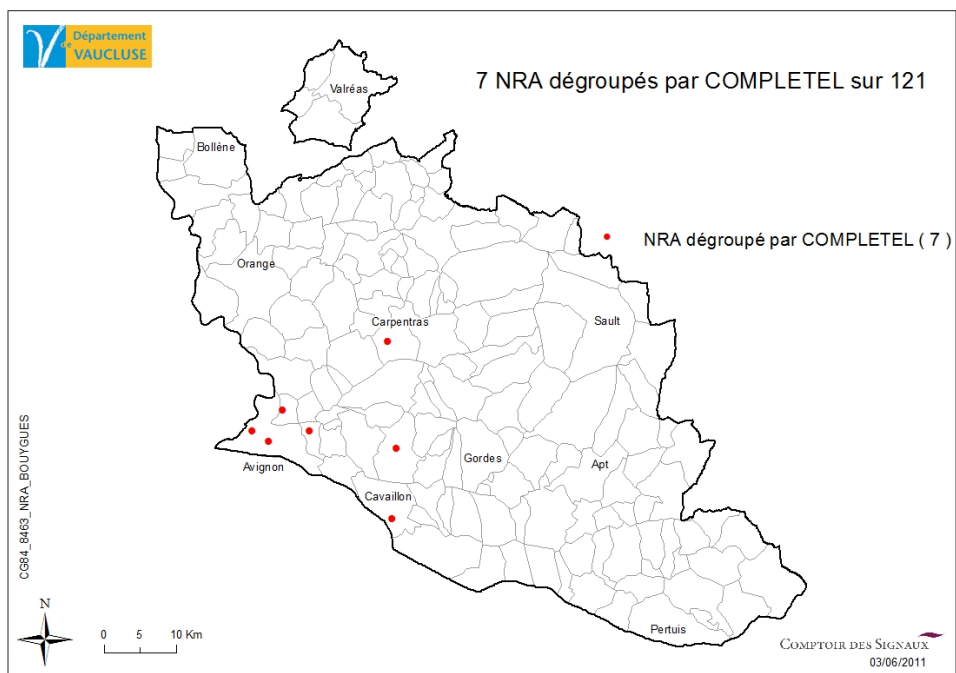 Département
de VAUCLUSE
7 NRA dégroupés par COMPLETEL sur 121
Valréas
Bollène
NRA dégroupé par COMPLETEL ( 7 )
Orange
Carpentras
Sault
Gordes
Apt
Avignon
Cavaillon
Pertuis
CG84_8463_NRA_BOUYGUES
N
0 5 10 Km
COMPTOIR DES SIGNAUX
03/06/2011